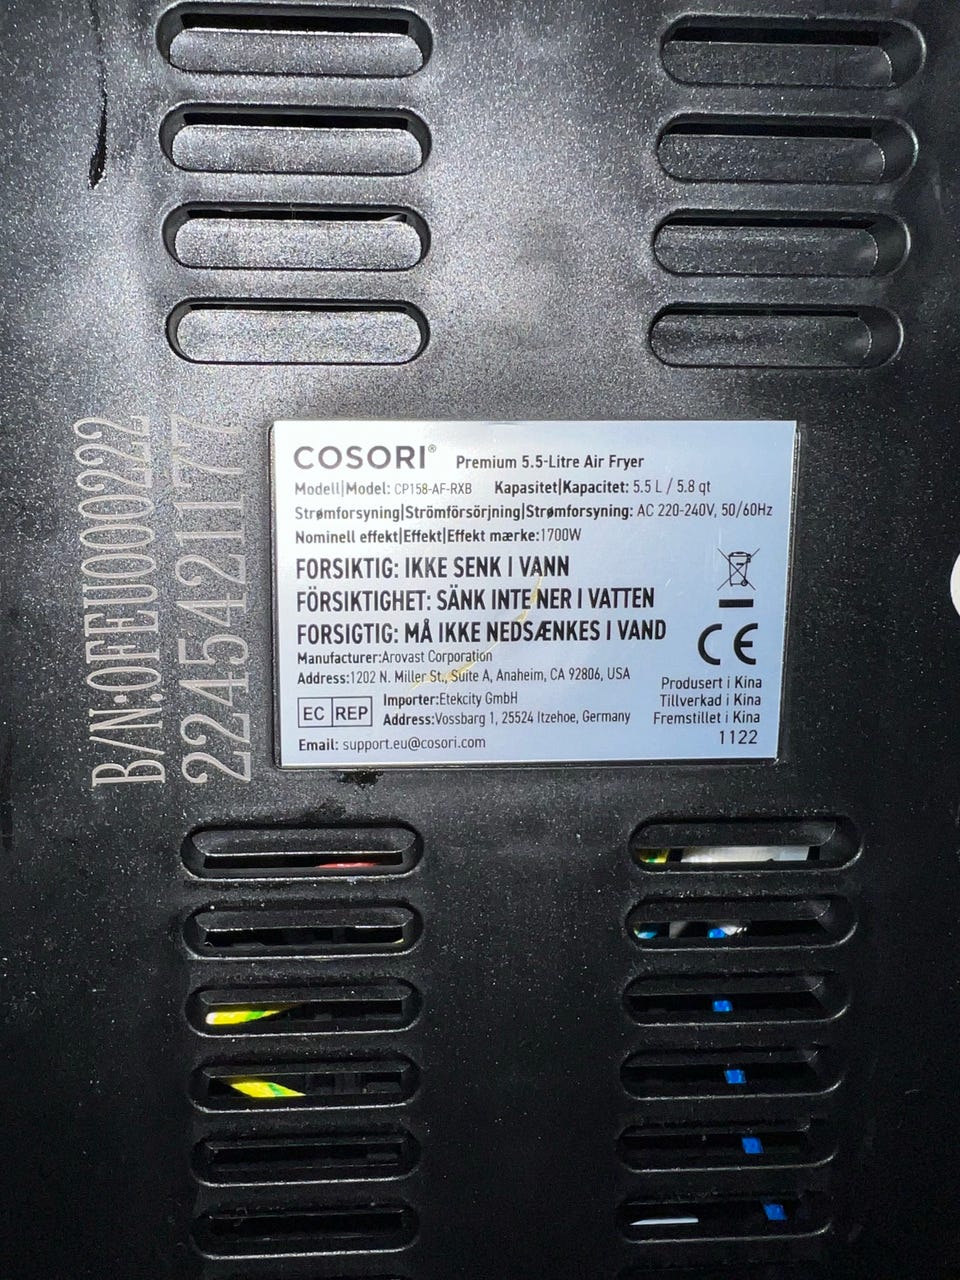 COSORI® Premium 5.5-Litre Air Fryer
Modell|Model: CP158-AF-RXB Kapasitet|Kapacitet: 5.5 L / 5.8 qt
Strømforsyning|Strömförsörjning|Strømforsyning: AC 220-240V, 50/60Hz
Nominell effekt|Effekt|Effekt mærke:1700W
FORSIKTIG: IKKE SENK I VANN
FÖRSIKTIGHET: SÄNK INTE NER I VATTEN
FORSIGTIG: MÅ IKKE NEDSÆNKES I VAND
CE
Manufacturer:Arovast Corporation
Address:1202 N. Miller St., Suite A, Anaheim, CA 92806, USA
EC REP
Importer:Etekcity GmbH
Address:Vossbarg 1, 25524 Itzehoe, Germany
Email: support.eu@cosori.com
Produsert i Kina
Tillverkad i Kina
Fremstillet i Kina
1122
B/N:OFEU000222
2245421177